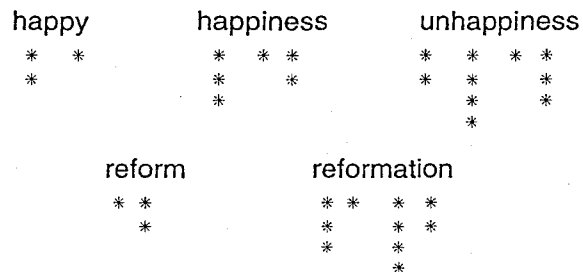 happy happiness unhappiness
* * * * * * * * *
* * * * * *
* * *
*
reform reformation
* * * * * *
* * * *
* *
*